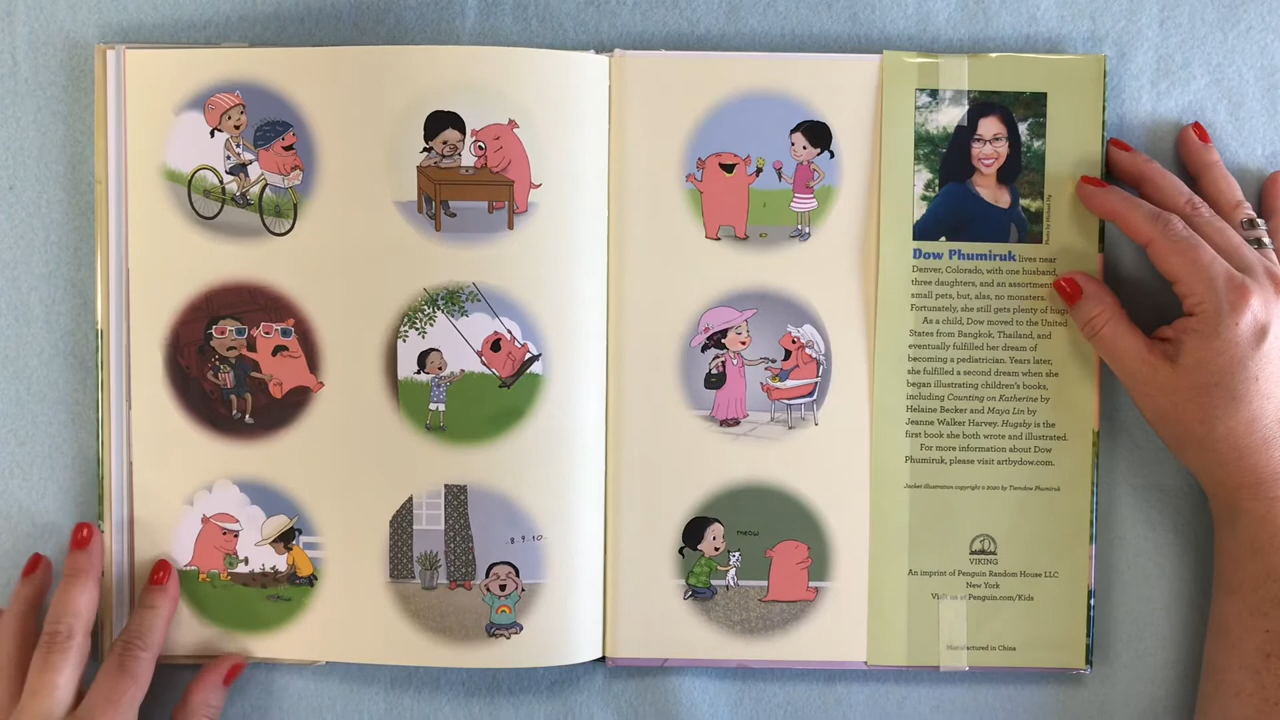 -8-9-10-
meow
Photo by Michael Ng
Dow Phumiruk lives near
Denver, Colorado, with one husband,
three daughters, and an assortment
small pets, but, alas, no monsters.
Fortunately, she still gets plenty of hugs
As a child, Dow moved to the United
States from Bangkok, Thailand, and
eventually fulfilled her dream of
becoming a pediatrician. Years later,
she fulfilled a second dream when she
began illustrating children's books,
including Counting on Katherine by
Helaine Becker and Maya Lin by
Jeanne Walker Harvey. Hugsby is the
first book she both wrote and illustrated.
For more information about Dow
Phumiruk, please visit artbydow.com.
Jacket illustration copyright © 2020 by Tiemdow Phumiruk
VIKING
An imprint of Penguin Random House LLC
New York
Visit us at Penguin.com/Kids
Manufactured in China